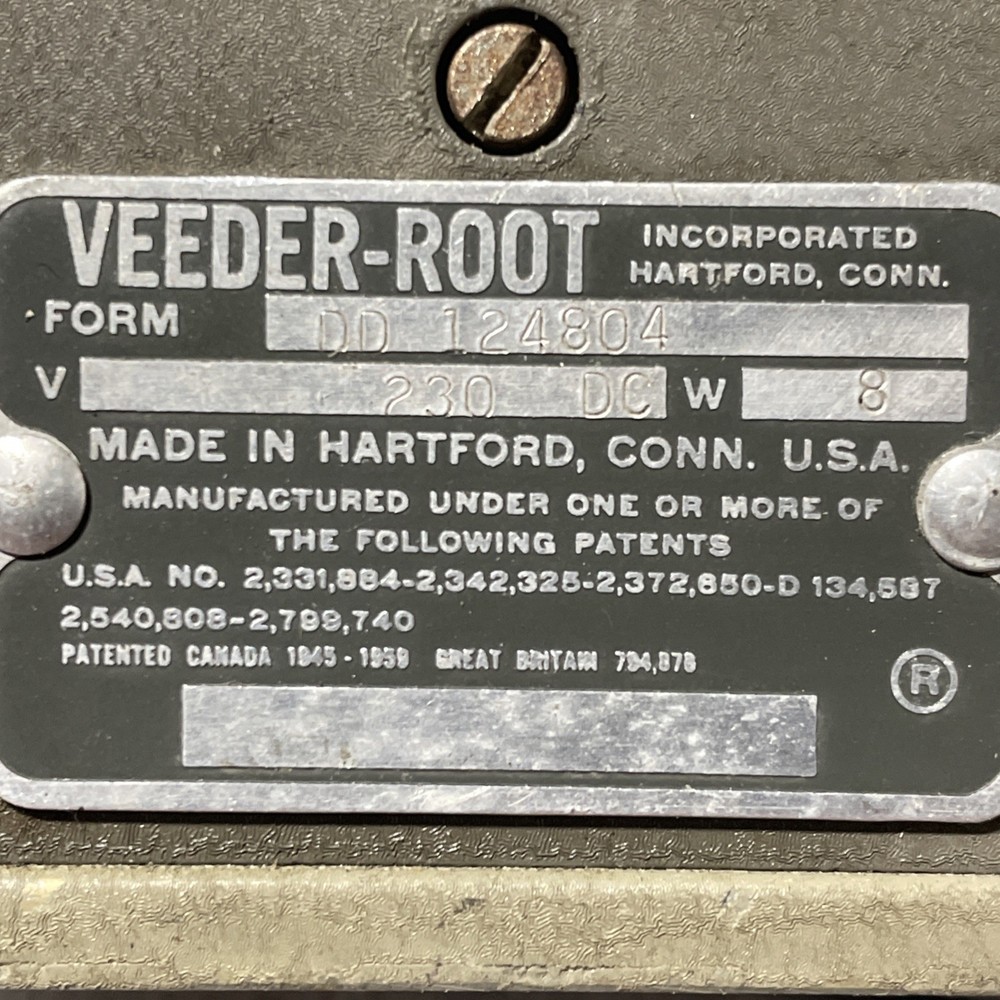 VEEDER-ROOT
INCORPORATED
HARTFORD, CONN.
FORM DD 124804
V 230 DC W 8
MADE IN HARTFORD, CONN. U.S.A.
MANUFACTURED UNDER ONE OR MORE OF
THE FOLLOWING PATENTS
U.S.A. NO. 2,331,884-2,342,325-2,372,650-D 134,587
2,540,808-2,799,740
PATENTED CANADA 1945-1959 GREAT BRITAIN 794,878
®